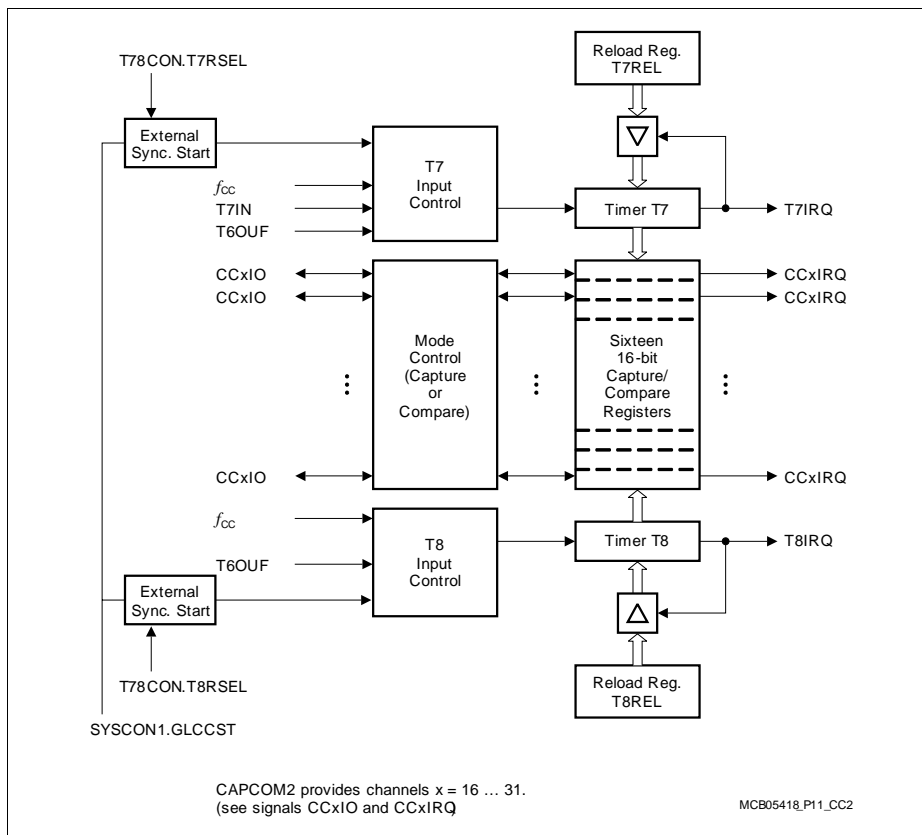 T78CON.T7RSEL
Reload Reg.
T7REL
External
Sync. Start
T7
Input
Control
fCC
T7IN
T6OUF
Timer T7
T7IRQ
CCxIO
CCxIRQ
CCxIO
CCxIRQ
Mode
Control
(Capture
or
Compare)
Sixteen
16-bit
Capture/
Compare
Registers
CCxIO
CCxIRQ
fCC
T8
Input
Control
Timer T8
T8IRQ
T6OUF
External
Sync. Start
T78CON.T8RSEL
Reload Reg.
T8REL
SYSCON1.GLCCST
CAPCOM2 provides channels x = 16 … 31.
(see signals CCxIO and CCxIRQ)
MCB05418_P11_CC2